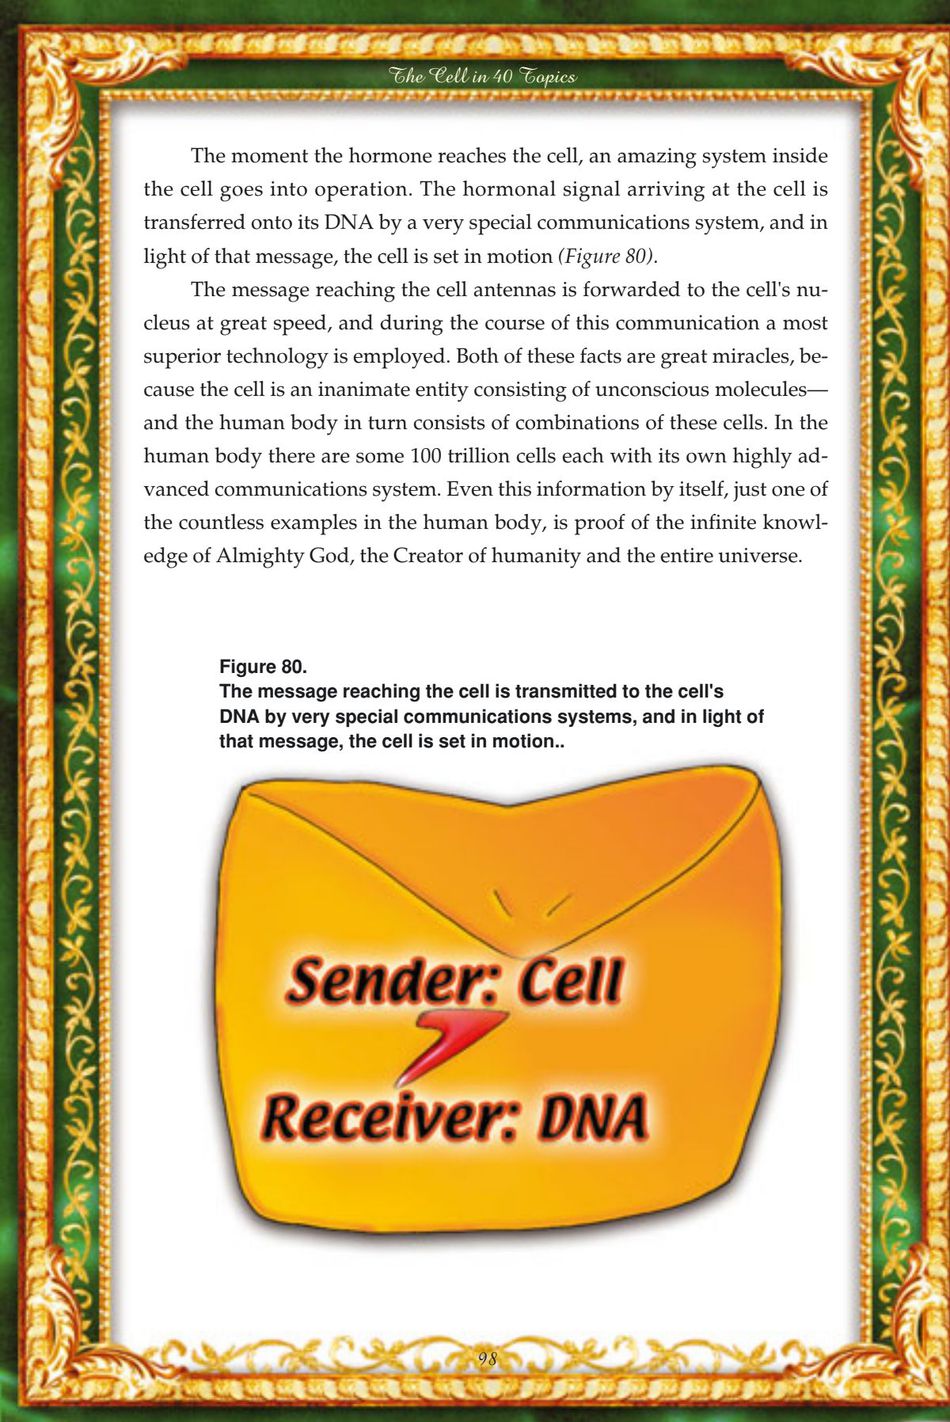 The Cell in 40 Topics
The moment the hormone reaches the cell, an amazing system inside
the cell goes into operation. The hormonal signal arriving at the cell is
transferred onto its DNA by a very special communications system, and in
light of that message, the cell is set in motion (Figure 80).
The message reaching the cell antennas is forwarded to the cell's nu-
cleus at great speed, and during the course of this communication a most
superior technology is employed. Both of these facts are great miracles, be-
cause the cell is an inanimate entity consisting of unconscious molecules—
and the human body in turn consists of combinations of these cells. In the
human body there are some 100 trillion cells each with its own highly ad-
vanced communications system. Even this information by itself, just one of
the countless examples in the human body, is proof of the infinite knowl-
edge of Almighty God, the Creator of humanity and the entire universe.
Figure 80.
The message reaching the cell is transmitted to the cell's
DNA by very special communications systems, and in light of
that message, the cell is set in motion..
Sender: Cell
Receiver: DNA
98